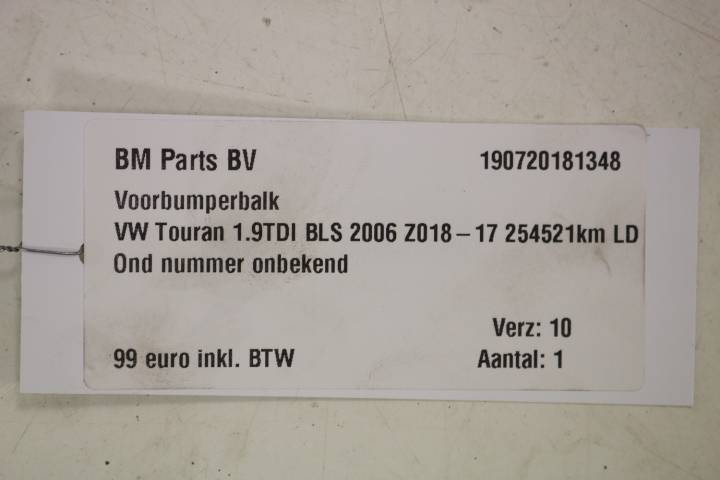 BM Parts BV 190720181348
Voorbumperbalk
VW Touran 1.9TDI BLS 2006 Z018-17 254521km LD
Ond nummer onbekend
Verz: 10
99 euro inkl. BTW Aantal: 1